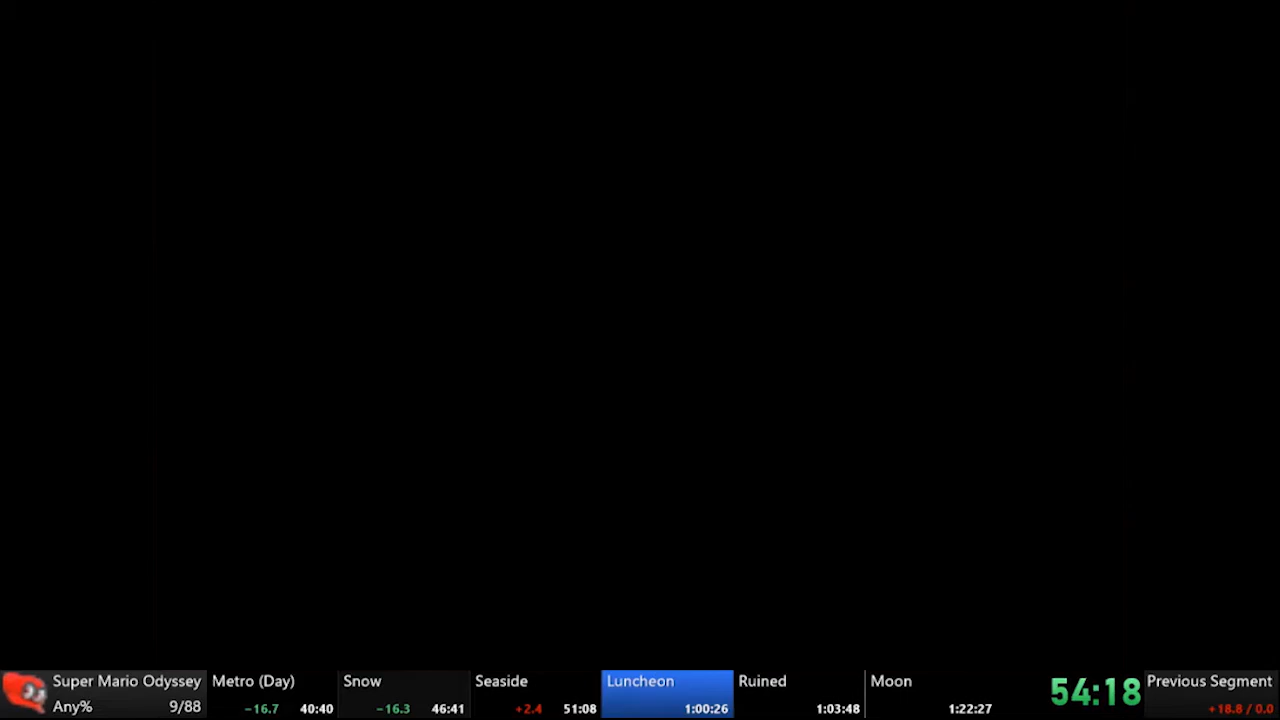 Super Mario Odyssey
Any% 9/88
Metro (Day)
-16.7 40:40
Snow
-16.3 46:41
Seaside
+2.4 51:08
Luncheon
1:00:26
Ruined
1:03:48
Moon
1:22:27
54:18
Previous Segment
+18.8 / 0.0